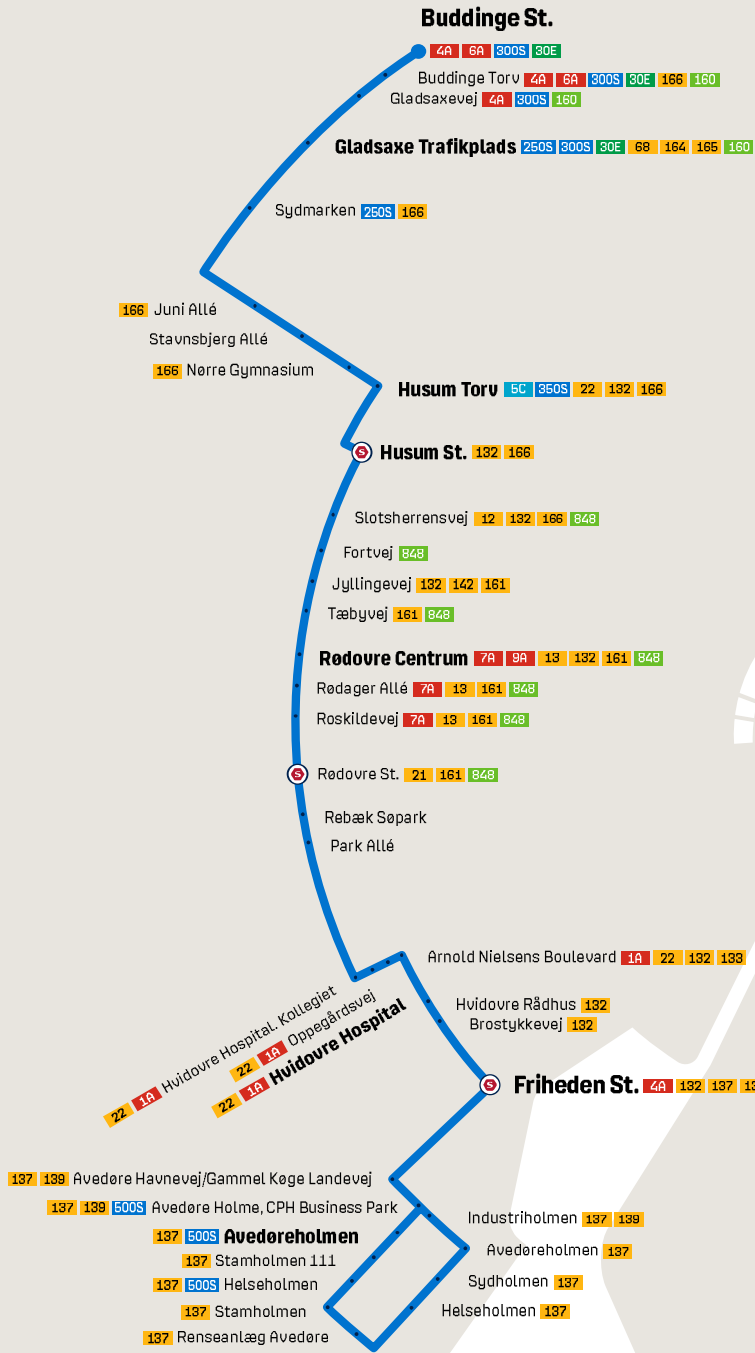 Buddinge St.
4A 6A 300S 30E
Buddinge Torv 4A 6A 300S 30E 166 160
Gladsaxevej 4A 300S 160
Gladsaxe Trafikplads 250S 300S 30E 68 164 165 160
Sydmarken 250S 166
166 Juni Allé
Stavnsbjerg Allé
166 Nørre Gymnasium
Husum Torv 5C 350S 22 132 166
S Husum St. 132 166
Slotsherrensvej 12 132 166 848
Fortvej 848
Jyllingevej 132 142 161
Tæbyvej 161 848
Rødovre Centrum 7A 9A 13 132 161 848
Rødager Allé 7A 13 161 848
Roskildevej 7A 13 161 848
S Rødovre St. 21 161 848
Rebæk Søpark
Park Allé
Arnold Nielsens Boulevard 1A 22 132 133
22 1A Hvidovre Hospital. Kollegiet
22 1A Oppegårdsvej
22 1A Hvidovre Hospital
Hvidovre Rådhus 132
Brostykkevej 132
S Friheden St. 4A 132 137
137 139 Avedøre Havnevej/Gammel Køge Landevej
137 139 500S Avedøre Holme, CPH Business Park
Industriholmen 137 139
137 500S Avedøreholmen
Avedøreholmen 137
137 Stamholmen 111
137 500S Helseholmen
Sydholmen 137
137 Stamholmen
Helseholmen 137
137 Renseanlæg Avedøre